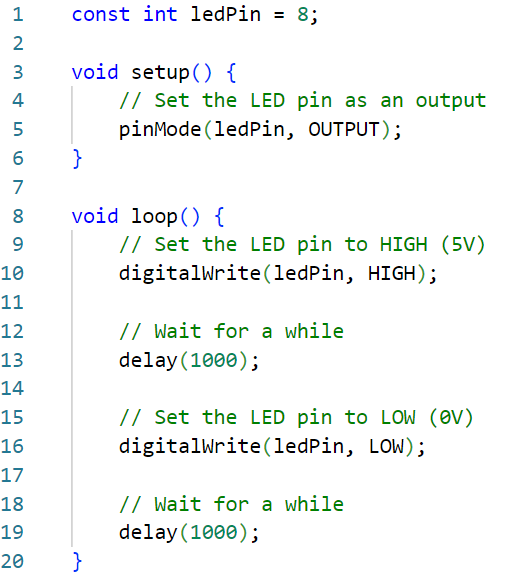 1 const int ledPin = 8;
2
3 void setup() {
4     // Set the LED pin as an output
5     pinMode(ledPin, OUTPUT);
6 }
7
8 void loop() {
9     // Set the LED pin to HIGH (5V)
10     digitalWrite(ledPin, HIGH);
11
12     // Wait for a while
13     delay(1000);
14
15     // Set the LED pin to LOW (0V)
16     digitalWrite(ledPin, LOW);
17
18     // Wait for a while
19     delay(1000);
20 }